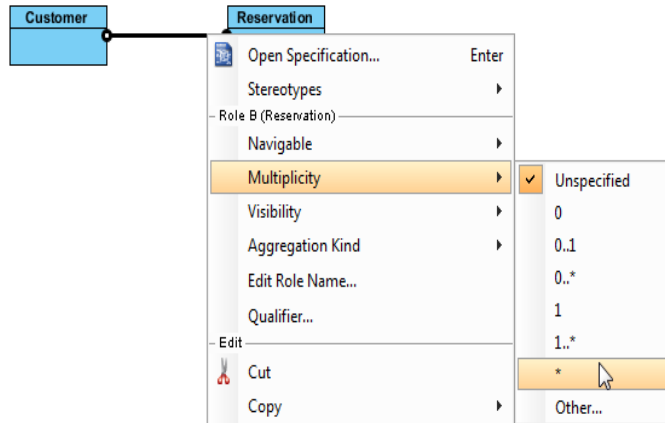 Customer
Reservation
Open Specification... Enter
Stereotypes
Role B (Reservation)
Navigable
Multiplicity
Visibility
Aggregation Kind
Edit Role Name...
Qualifier...
Edit
Cut
Copy
Unspecified
0
0..1
0..*
1
1..*
*
Other...